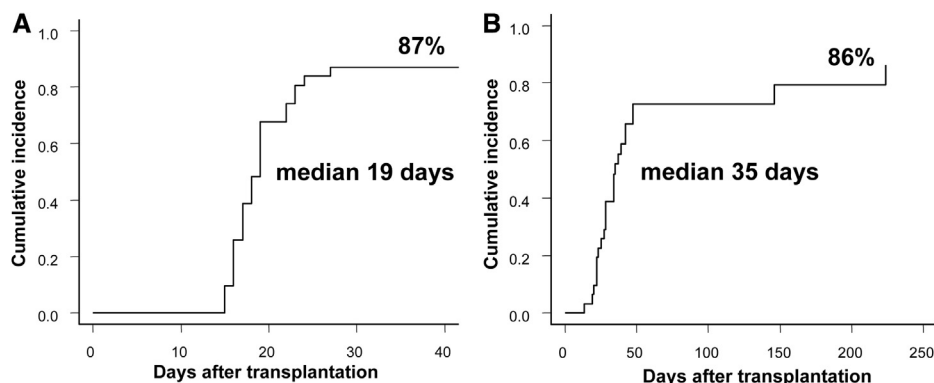 A
1.0
0.8
0.6
0.4
0.2
0.0
Cumulative incidence
87%
median 19 days
0 10 20 30 40
Days after transplantation
B
1.0
0.8
0.6
0.4
0.2
0.0
Cumulative incidence
86%
median 35 days
0 50 100 150 200 250
Days after transplantation